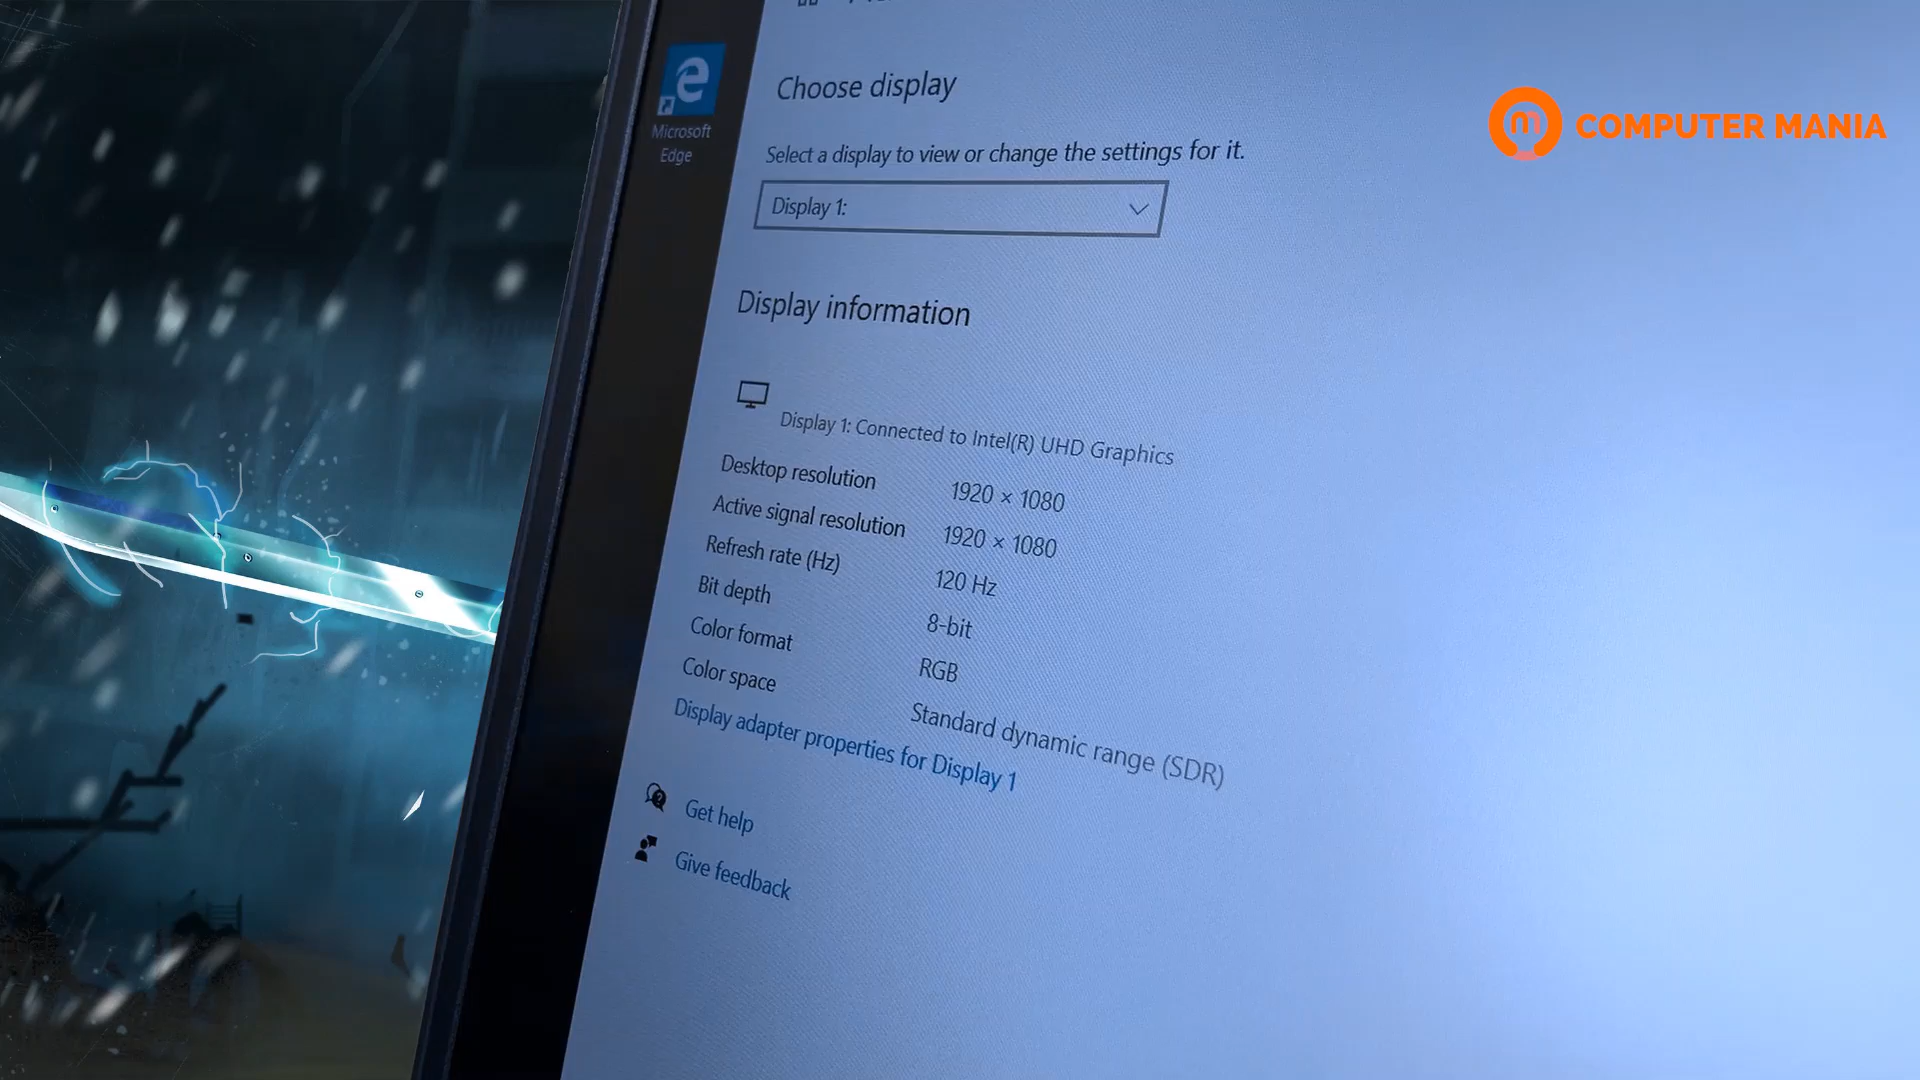 Microsoft
Edge
Choose display
Select a display to view or change the settings for it.
Display 1:
Display information
Display 1: Connected to Intel(R) UHD Graphics
Desktop resolution 1920 × 1080
Active signal resolution 1920 × 1080
Refresh rate (Hz) 120 Hz
Bit depth 8-bit
Color format RGB
Color space Standard dynamic range (SDR)
Display adapter properties for Display 1
Get help
Give feedback
m COMPUTER MANIA